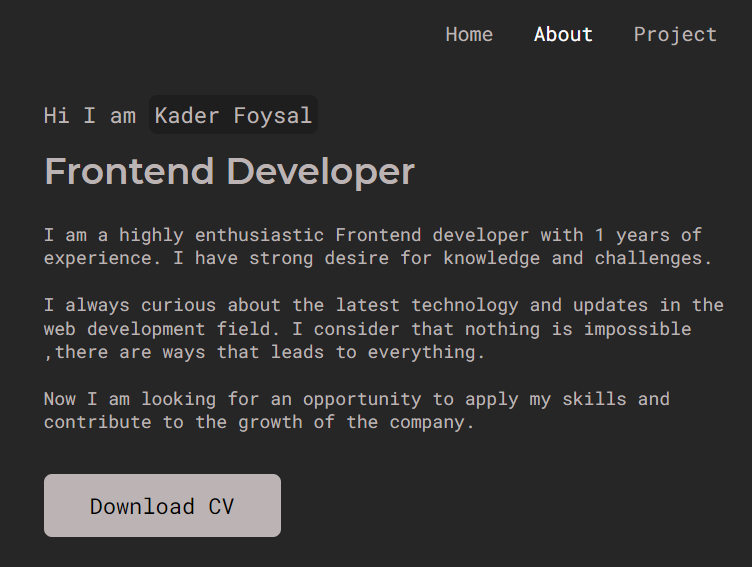 Home About Project
Hi I am Kader Foysal
Frontend Developer
I am a highly enthusiastic Frontend developer with 1 years of
experience. I have strong desire for knowledge and challenges.
I always curious about the latest technology and updates in the
web development field. I consider that nothing is impossible
,there are ways that leads to everything.
Now I am looking for an opportunity to apply my skills and
contribute to the growth of the company.
Download CV